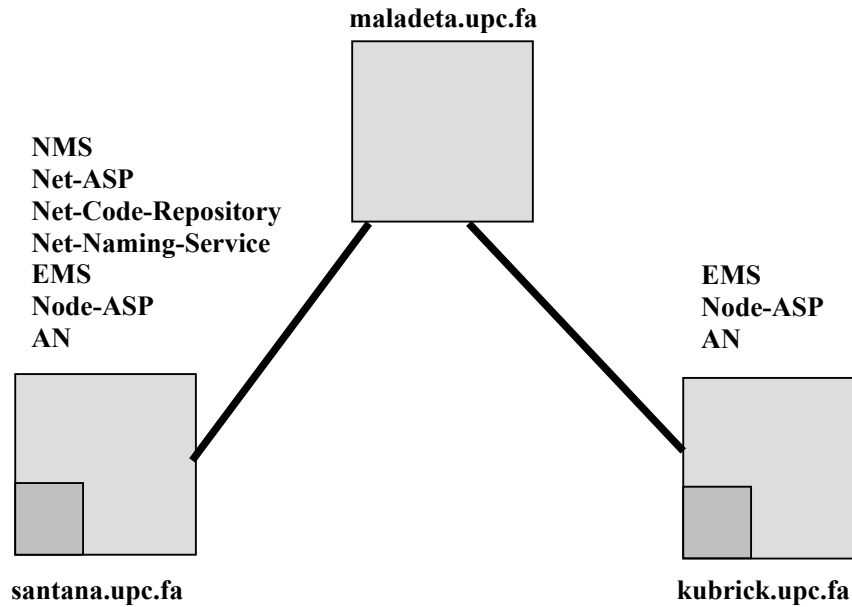 maladeta.upc.fa
NMS
Net-ASP
Net-Code-Repository
Net-Naming-Service
EMS
Node-ASP
AN
EMS
Node-ASP
AN
santana.upc.fa
kubrick.upc.fa